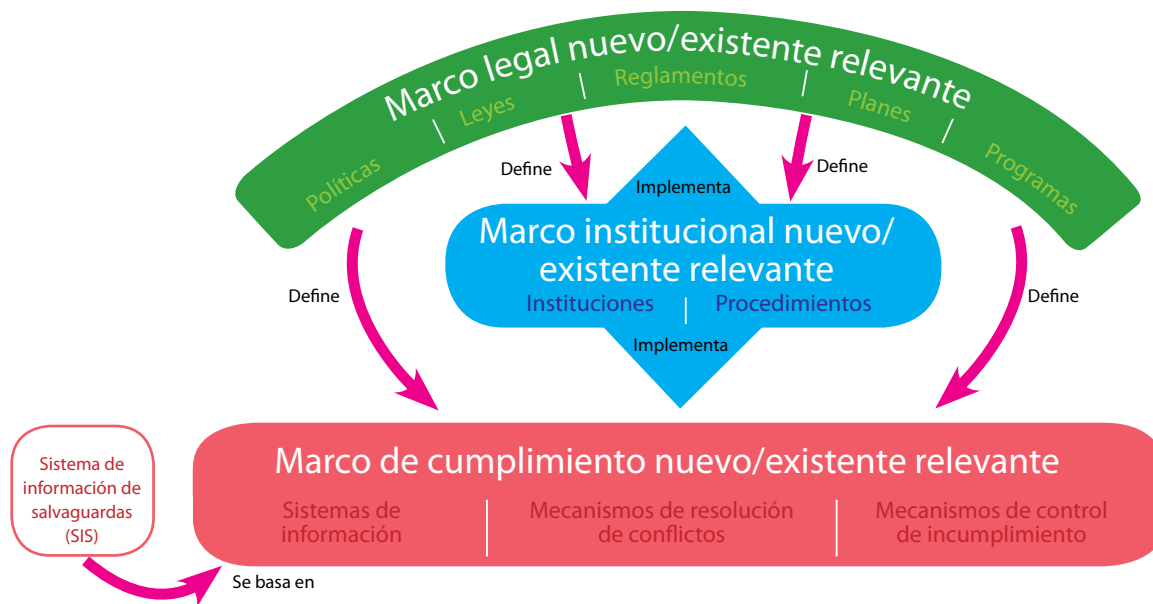 Marco legal nuevo/existente relevante
Políticas
Leyes
Reglamentos
Planes
Programas
Define
Define
Implementa
Marco institucional nuevo/
existente relevante
Instituciones
Procedimientos
Implementa
Define
Define
Sistema de
información de
salvaguardas
(SIS)
Marco de cumplimiento nuevo/existente relevante
Sistemas de
información
Mecanismos de resolución
de conflictos
Mecanismos de control
de incumplimiento
Se basa en